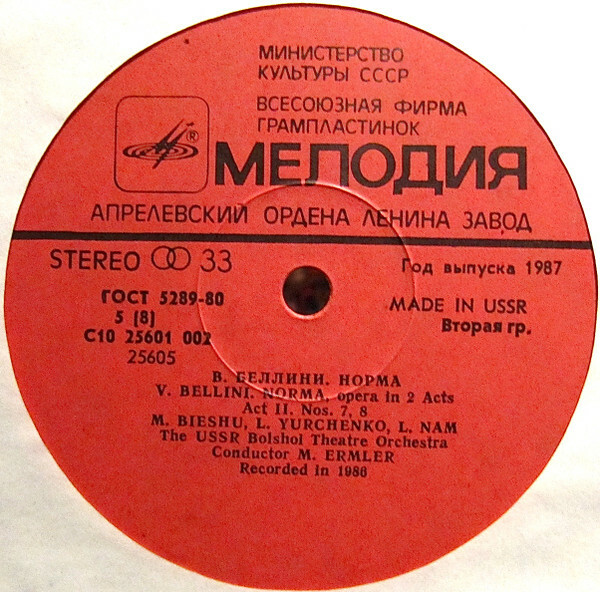 МИНИСТЕРСТВО
КУЛЬТУРЫ СССР
ВСЕСОЮЗНАЯ ФИРМА
ГРАМПЛАСТИНОК
®
МЕЛОДИЯ
АПРЕЛЕВСКИЙ ОРДЕНА ЛЕНИНА ЗАВОД
STEREO 33
Год выпуска 1987
ГОСТ 5289-80
5 (8)
С10 25601 002
25605
MADE IN USSR
Вторая гр.
В. БЕЛЛИНИ. НОРМА
V. BELLINI. NORMA, opera in 2 Acts
Act II. Nos. 7, 8
M. BIESHU, L. YURCHENKO, L. NAM
The USSR Bolshoi Theatre Orchestra
Conductor M. ERMLER
Recorded in 1986